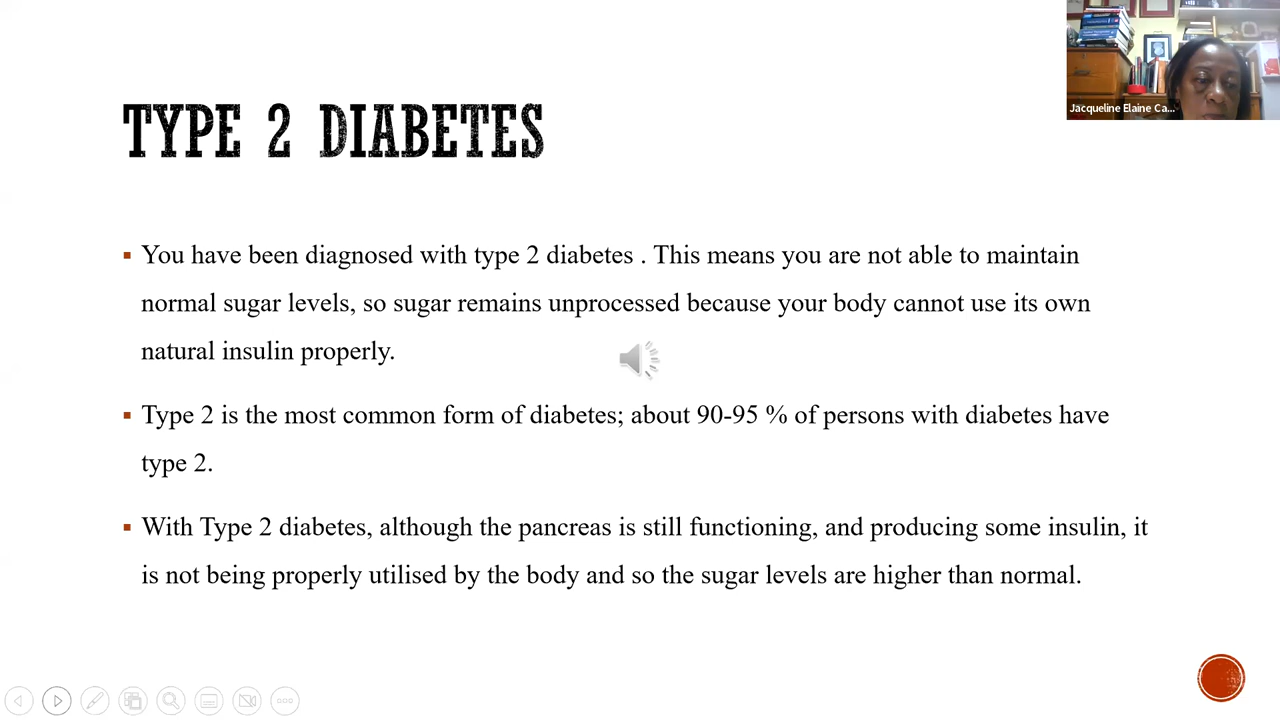 Jacqueline Elaine Ca...
TYPE 2 DIABETES
You have been diagnosed with type 2 diabetes . This means you are not able to maintain
normal sugar levels, so sugar remains unprocessed because your body cannot use its own
natural insulin properly.
Type 2 is the most common form of diabetes; about 90-95 % of persons with diabetes have
type 2.
With Type 2 diabetes, although the pancreas is still functioning, and producing some insulin, it
is not being properly utilised by the body and so the sugar levels are higher than normal.